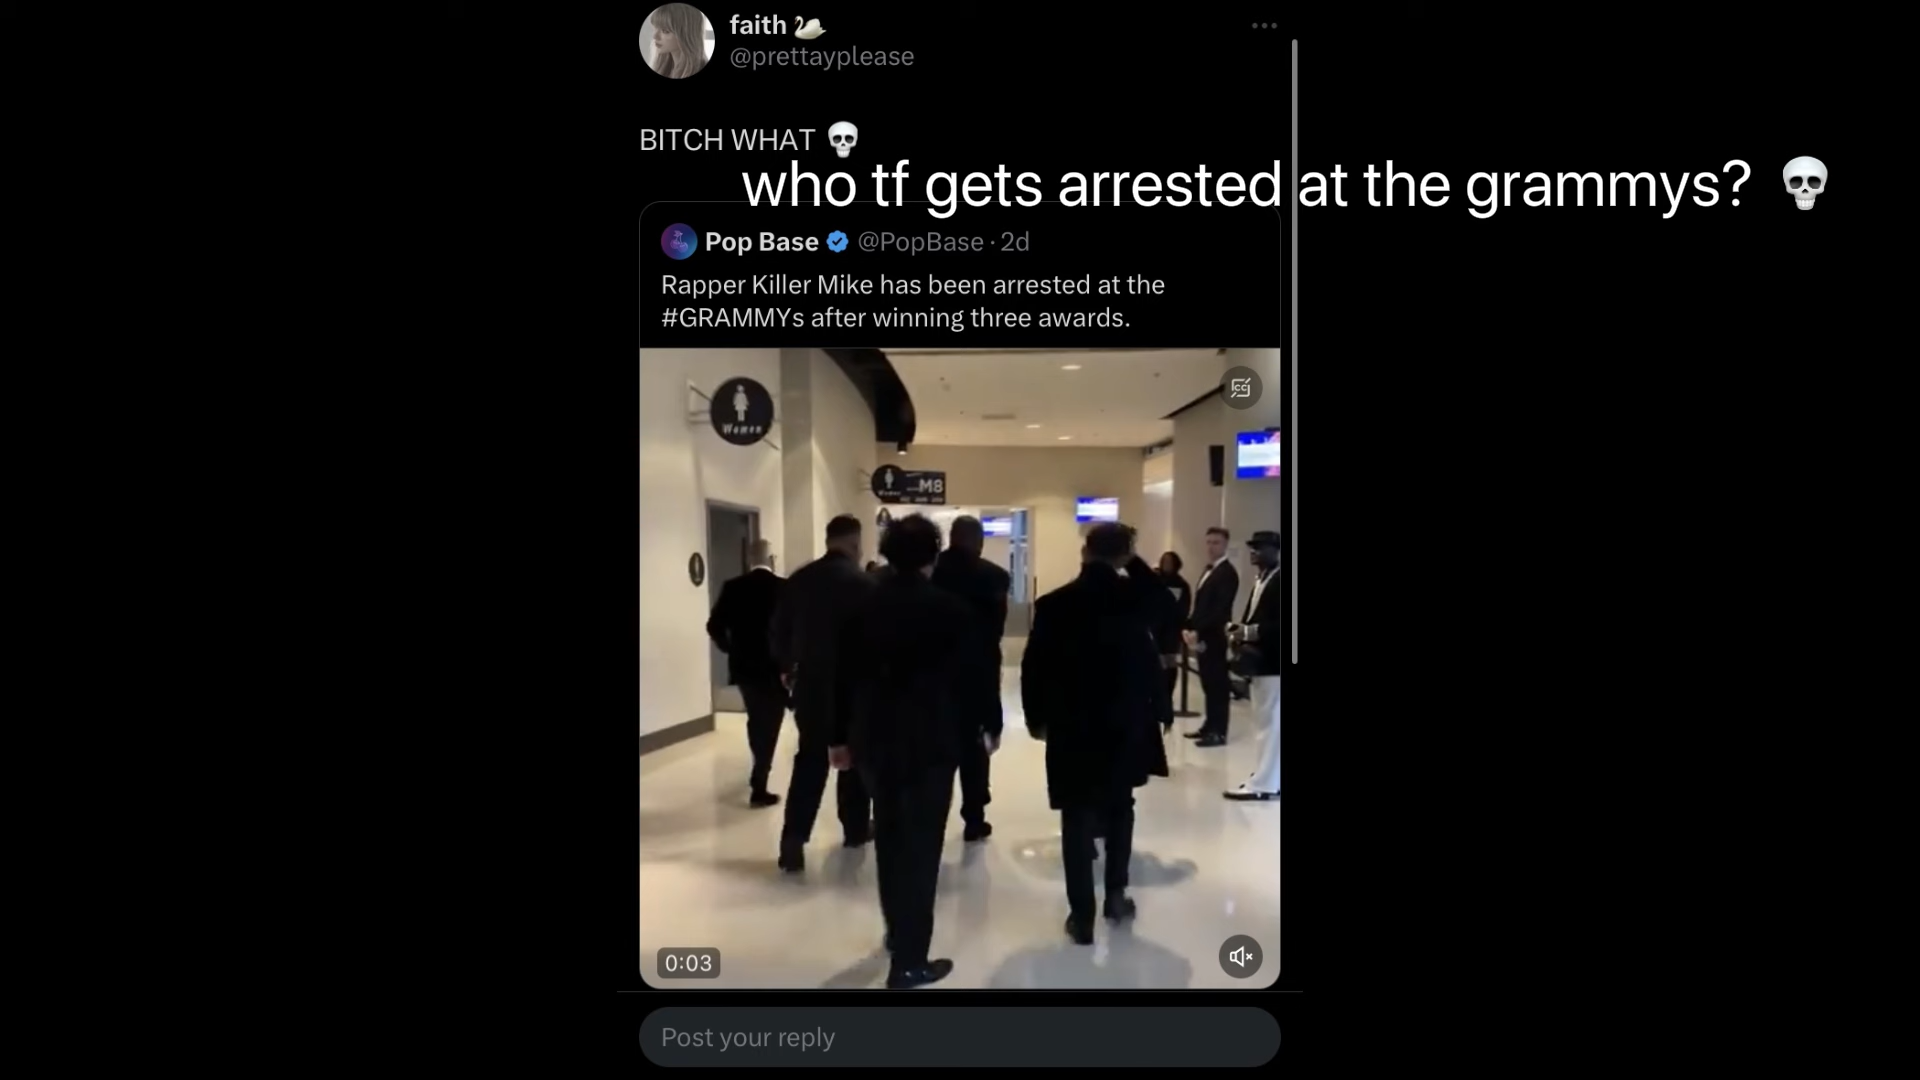 faith 🦢
@prettayplease
BITCH WHAT 💀
who tf gets arrested at the grammys? 💀
Pop Base @PopBase · 2d
Rapper Killer Mike has been arrested at the
#GRAMMYs after winning three awards.
Women
Women M8
0:03
Post your reply